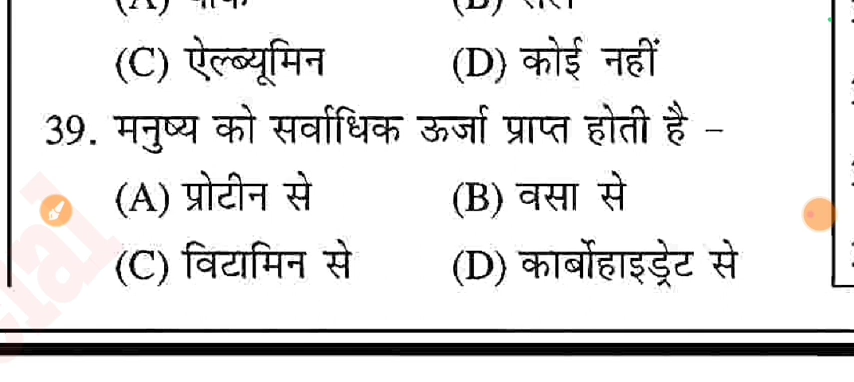 (C) ऐल्ब्यूमिन (D) कोई नहीं
39. मनुष्य को सर्वाधिक ऊर्जा प्राप्त होती है -
(A) प्रोटीन से (B) वसा से
(C) विटामिन से (D) कार्बोहाइड्रेट से